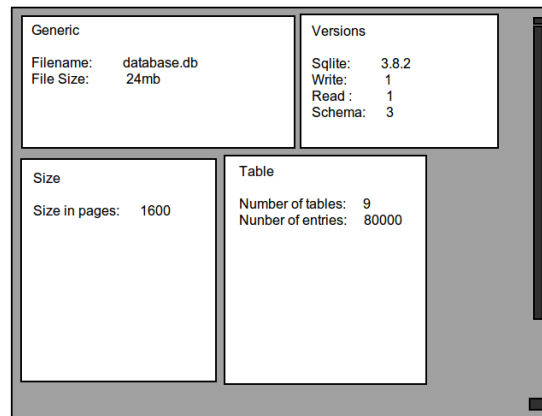 Generic
Filename: database.db
File Size: 24mb
Versions
Sqlite: 3.8.2
Write: 1
Read : 1
Schema: 3
Size
Size in pages: 1600
Table
Number of tables: 9
Nunber of entries: 80000